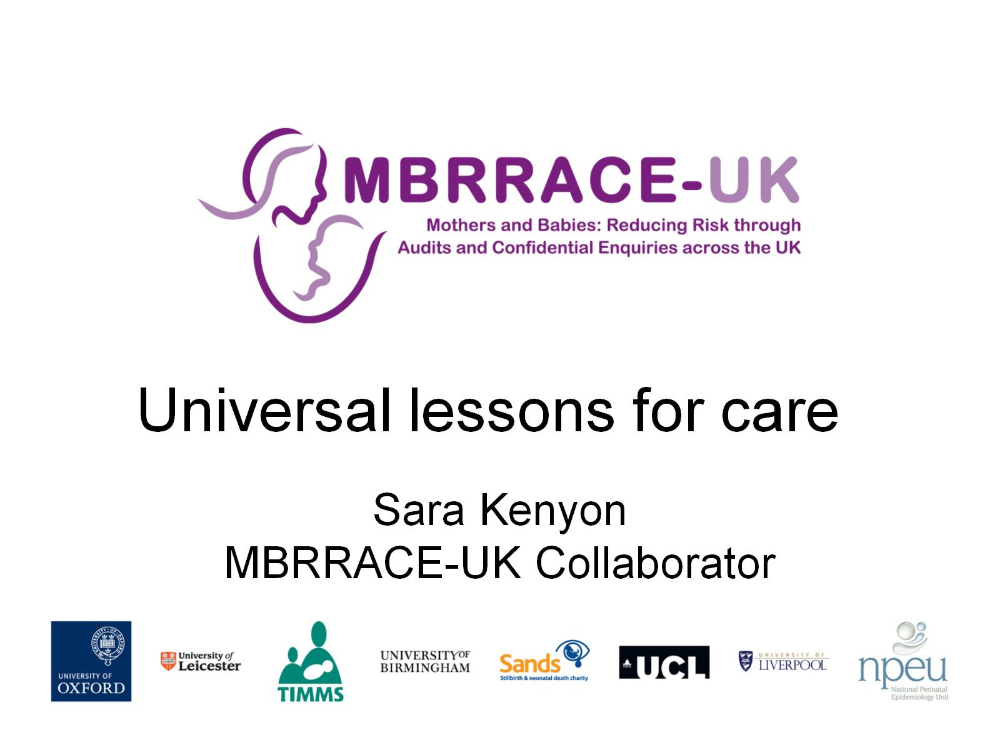 MBRRACE-UK
Mothers and Babies: Reducing Risk through
Audits and Confidential Enquiries across the UK
Universal lessons for care
Sara Kenyon
MBRRACE-UK Collaborator
UNIVERSITY OF
OXFORD
University of
Leicester
TIMMS
UNIVERSITY OF
BIRMINGHAM
Sands
Stillbirth & neonatal death charity
UCL
UNIVERSITY OF
LIVERPOOL
npeu
National Perinatal
Epidemiology Unit